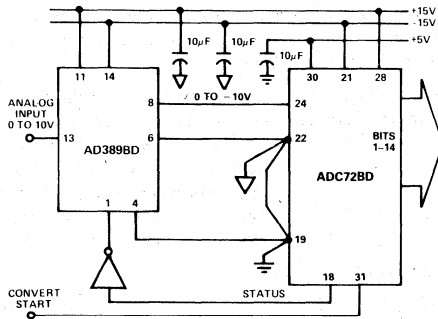 +15V
-15V
+5V
10µF
10µF
10µF
11
14
30
21
28
8
0 TO -10V
24
ANALOG
INPUT
0 TO 10V
13
AD389BD
6
22
BITS
1-14
ADC72BD
1
4
19
18
31
CONVERT
START
STATUS